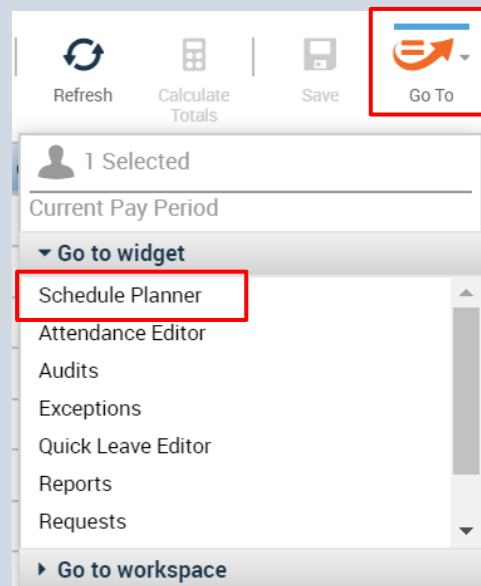 Refresh
Calculate
Totals
Save
Go To
1 Selected
Current Pay Period
Go to widget
Schedule Planner
Attendance Editor
Audits
Exceptions
Quick Leave Editor
Reports
Requests
Go to workspace